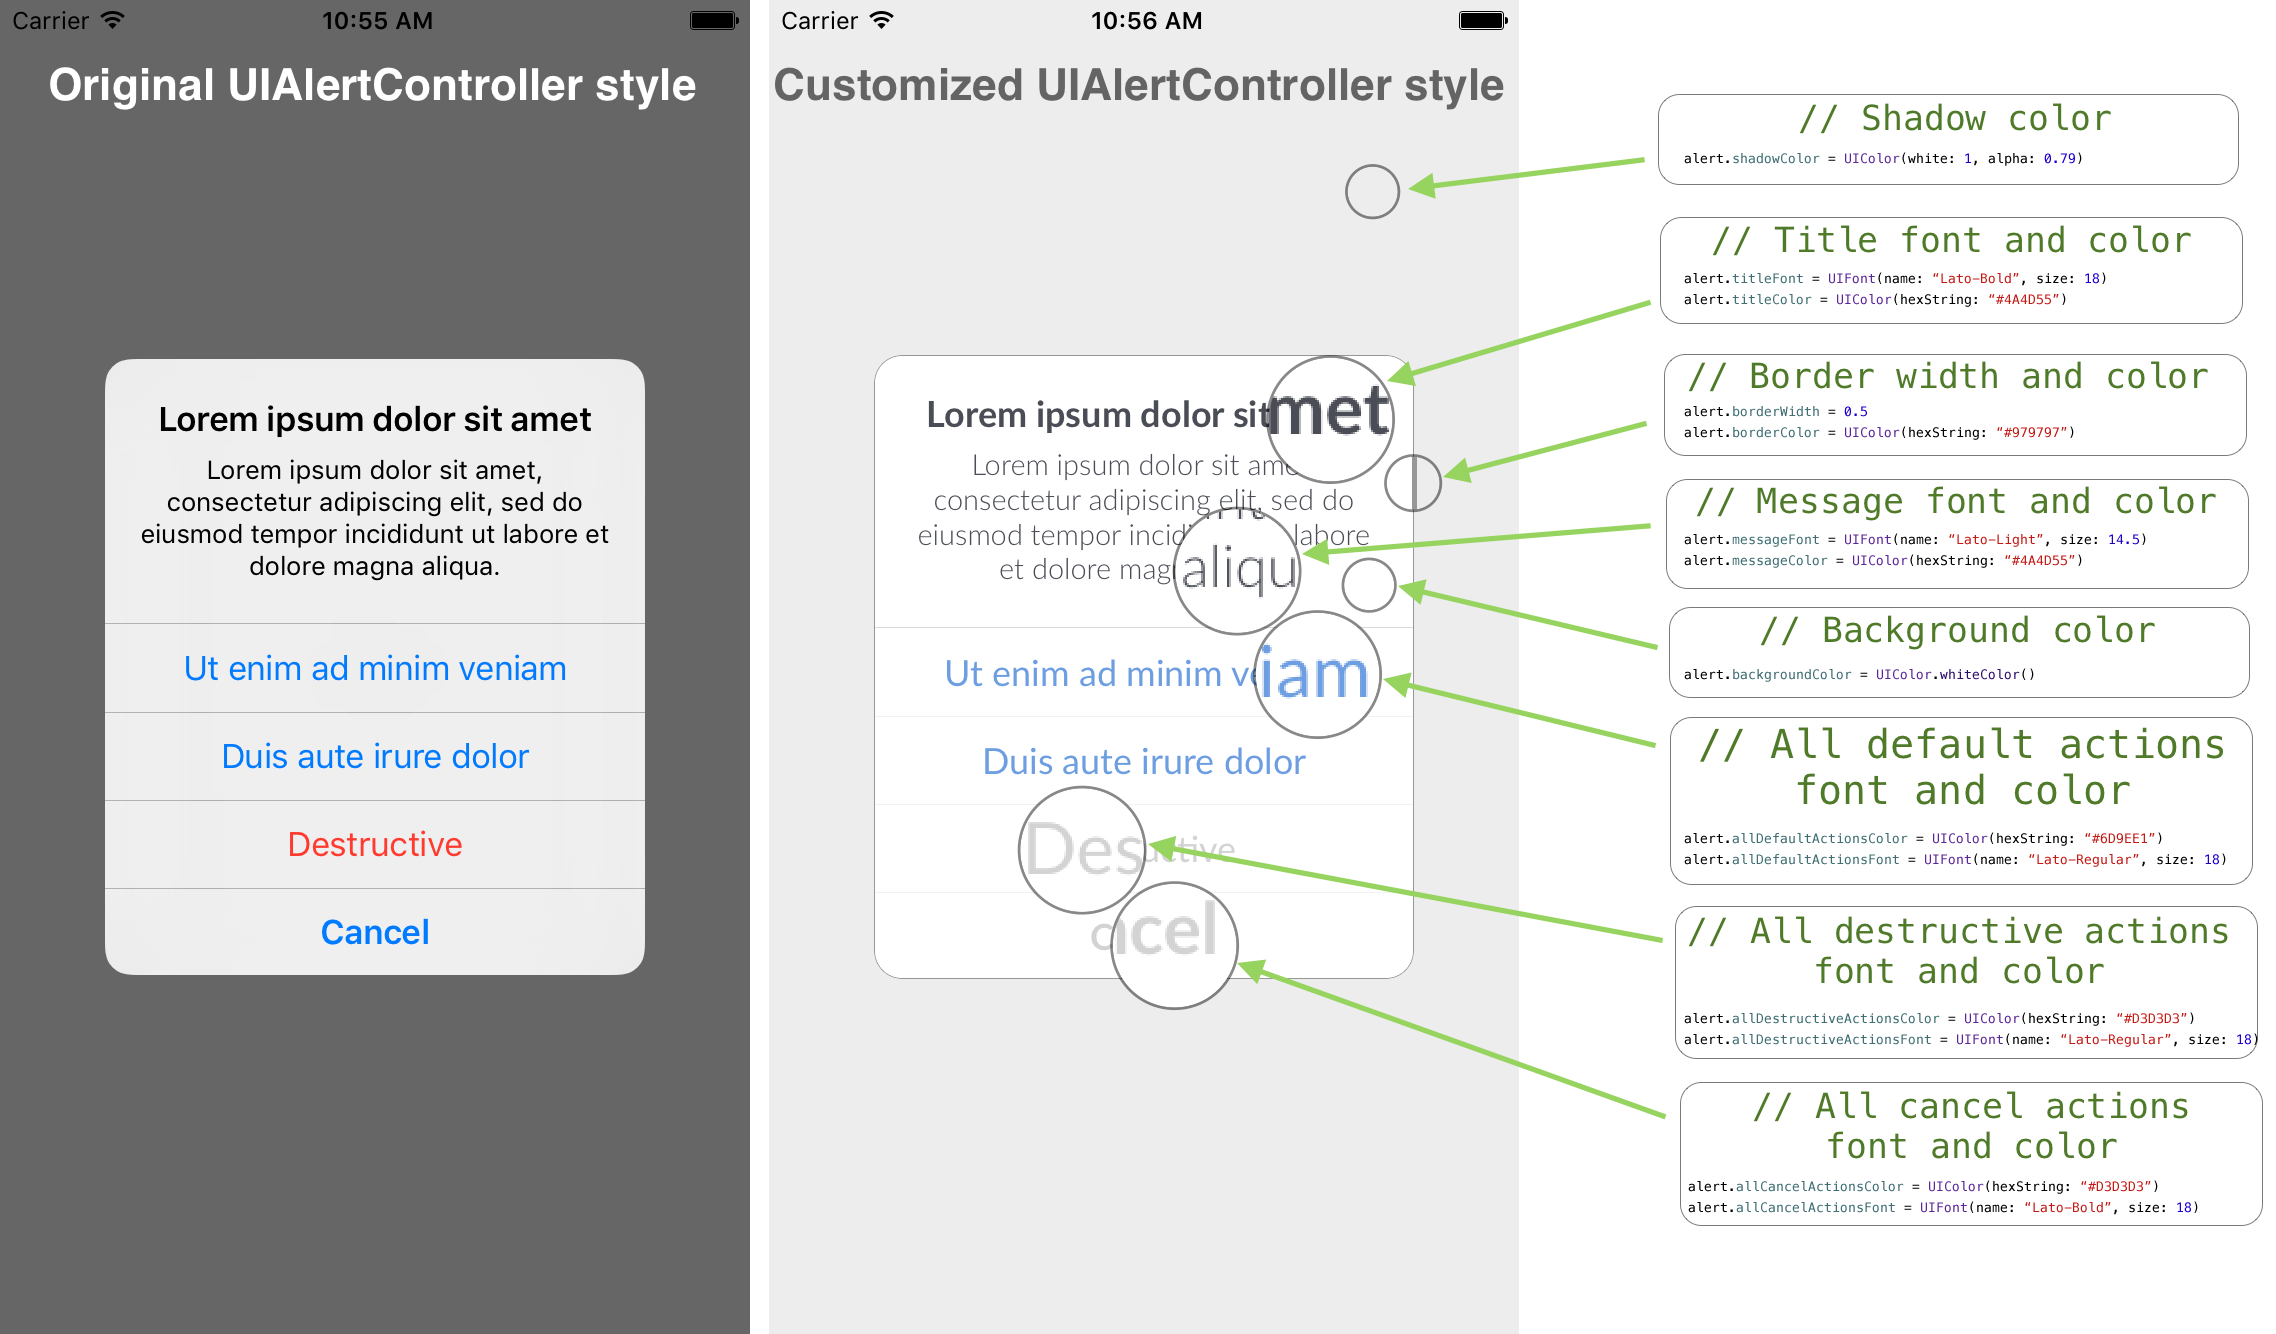 Carrier 10:55 AM
Original UIAlertController style
Lorem ipsum dolor sit amet
Lorem ipsum dolor sit amet,
consectetur adipiscing elit, sed do
eiusmod tempor incididunt ut labore et
dolore magna aliqua.
Ut enim ad minim veniam
Duis aute irure dolor
Destructive
Cancel
Carrier 10:56 AM
Customized UIAlertController style
Lorem ipsum dolor sit met
Lorem ipsum dolor sit ame
consectetur adipiscing elit, sed do
eiusmod tempor incid labore
et dolore mag aliqu
Ut enim ad minim ve iam
Duis aute irure dolor
Des uctive
ncel
// Shadow color
alert.shadowColor = UIColor(white: 1, alpha: 0.79)
// Title font and color
alert.titleFont = UIFont(name: “Lato-Bold”, size: 18)
alert.titleColor = UIColor(hexString: “#4A4D55”)
// Border width and color
alert.borderWidth = 0.5
alert.borderColor = UIColor(hexString: “#979797”)
// Message font and color
alert.messageFont = UIFont(name: “Lato-Light”, size: 14.5)
alert.messageColor = UIColor(hexString: “#4A4D55”)
// Background color
alert.backgroundColor = UIColor.whiteColor()
// All default actions
font and color
alert.allDefaultActionsColor = UIColor(hexString: “#6D9EE1”)
alert.allDefaultActionsFont = UIFont(name: “Lato-Regular”, size: 18)
// All destructive actions
font and color
alert.allDestructiveActionsColor = UIColor(hexString: “#D3D3D3”)
alert.allDestructiveActionsFont = UIFont(name: “Lato-Regular”, size: 18)
// All cancel actions
font and color
alert.allCancelActionsColor = UIColor(hexString: “#D3D3D3”)
alert.allCancelActionsFont = UIFont(name: “Lato-Bold”, size: 18)